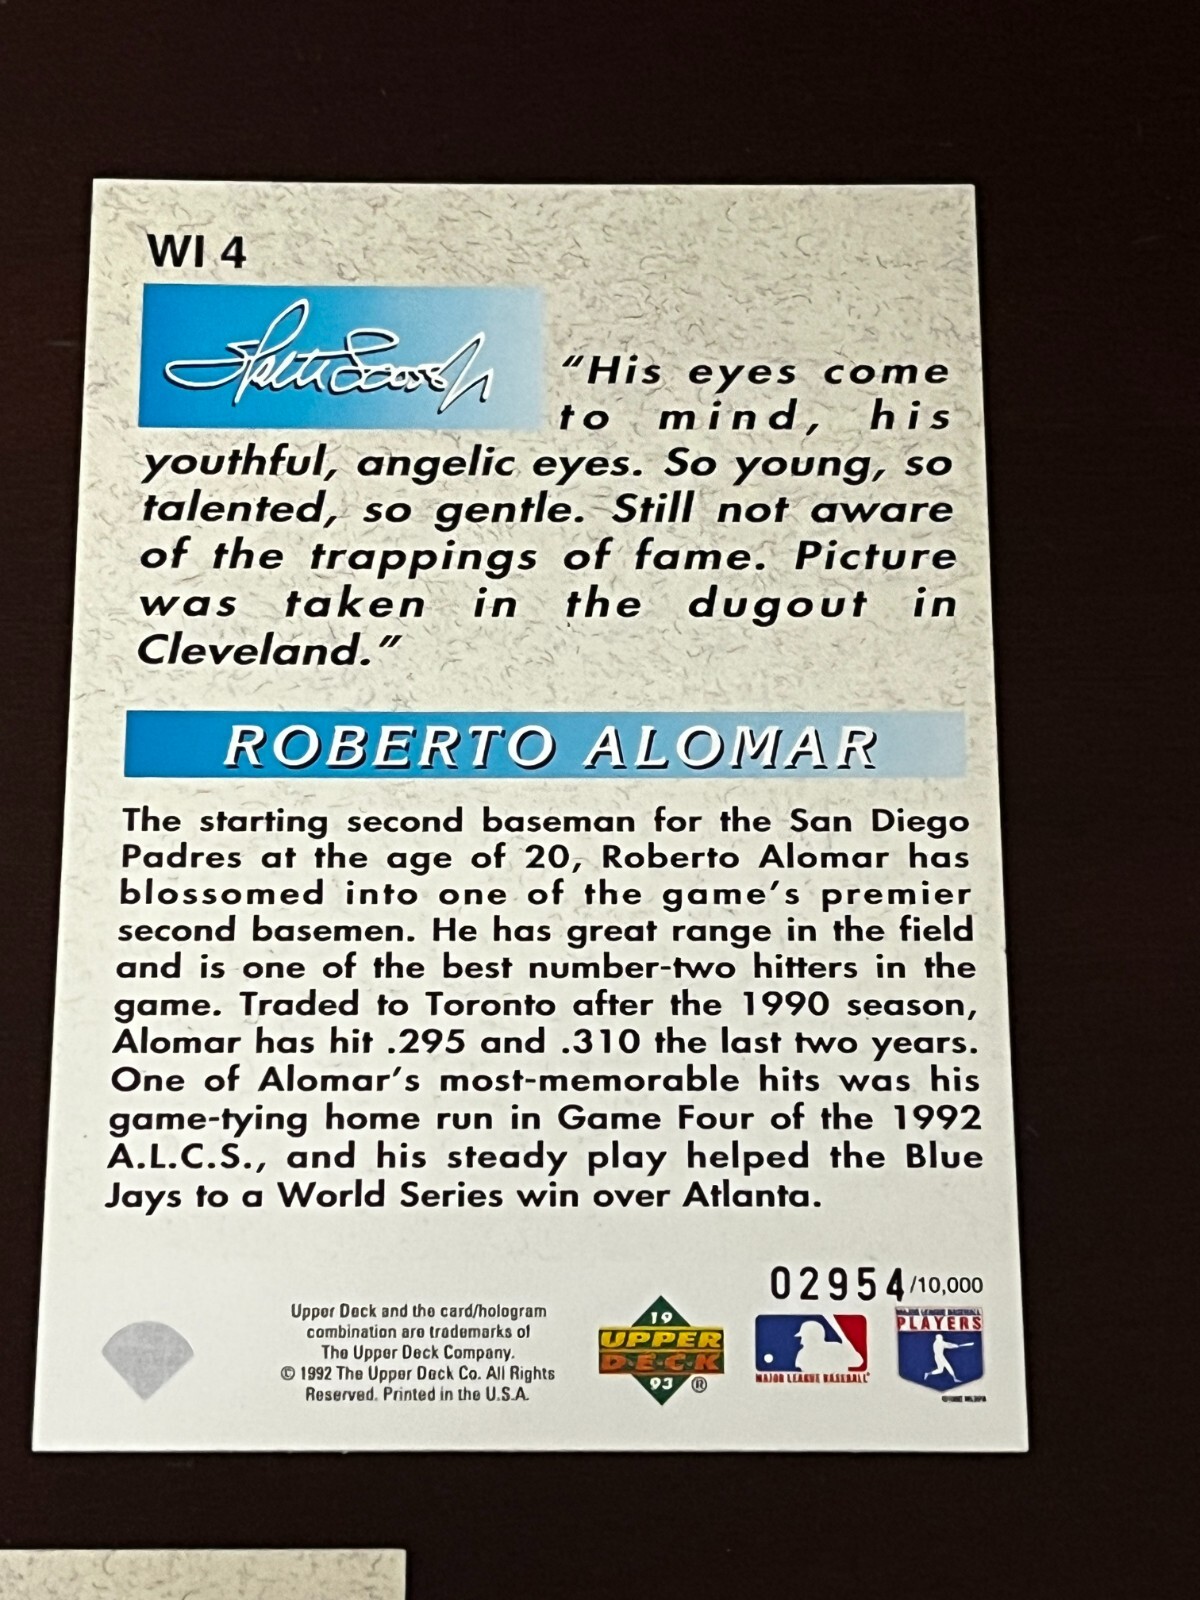 WI 4
"His eyes come
to mind, his
youthful, angelic eyes. So young, so
talented, so gentle. Still not aware
of the trappings of fame. Picture
was taken in the dugout in
Cleveland."
ROBERTO ALOMAR
The starting second baseman for the San Diego
Padres at the age of 20, Roberto Alomar has
blossomed into one of the game's premier
second basemen. He has great range in the field
and is one of the best number-two hitters in the
game. Traded to Toronto after the 1990 season,
Alomar has hit .295 and .310 the last two years.
One of Alomar's most-memorable hits was his
game-tying home run in Game Four of the 1992
A.L.C.S., and his steady play helped the Blue
Jays to a World Series win over Atlanta.
02954/10,000
Upper Deck and the card/hologram
combination are trademarks of
The Upper Deck Company.
© 1992 The Upper Deck Co. All Rights
Reserved. Printed in the U.S.A.
19
UPPER
DECK
93 ®
MAJOR LEAGUE BASEBALL
MAJOR LEAGUE BASEBALL
PLAYERS